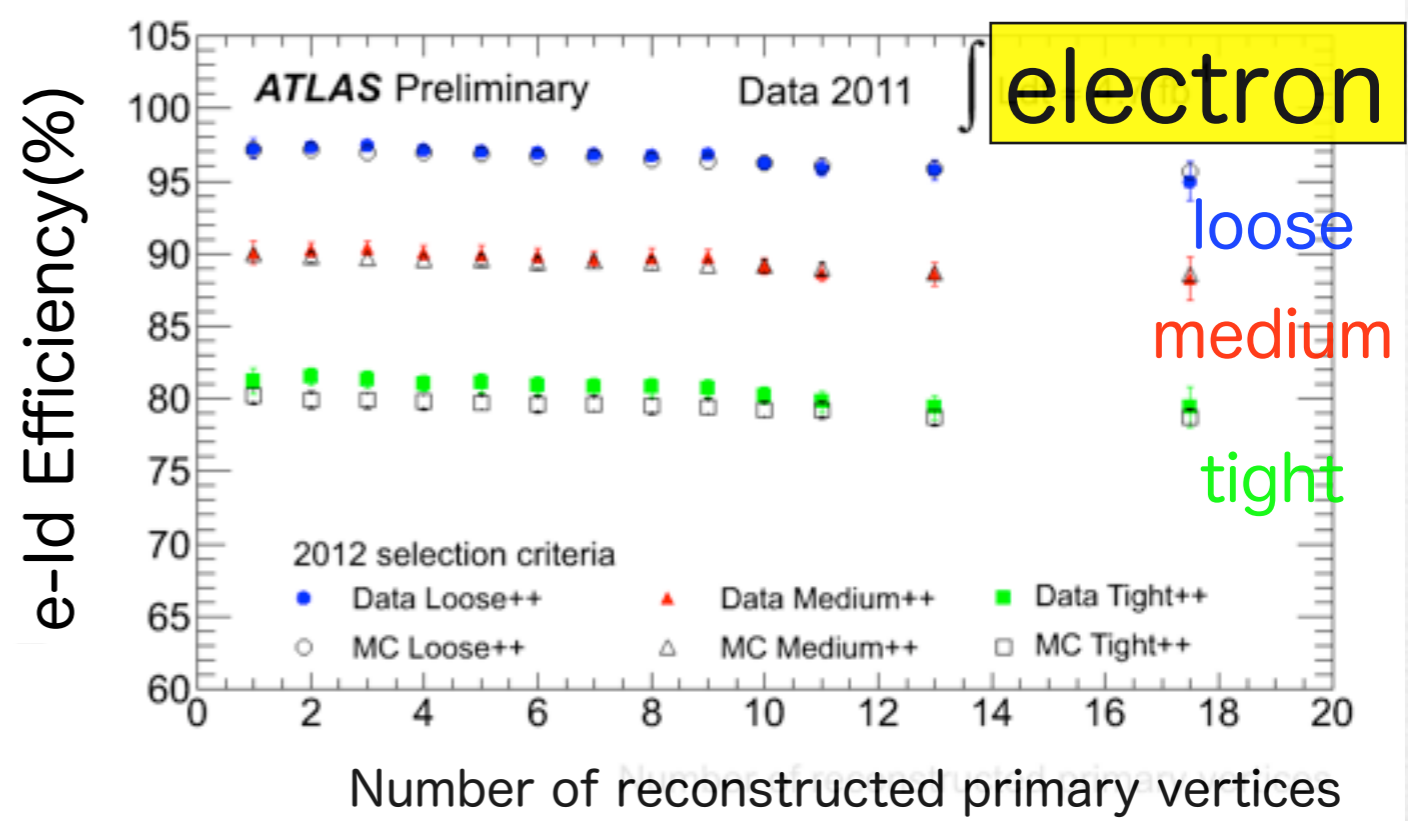 e-Id Efficiency(%)
105
100
95
90
85
80
75
70
65
60
ATLAS Preliminary
Data 2011
∫
electron
loose
medium
tight
2012 selection criteria
Data Loose++
Data Medium++
Data Tight++
MC Loose++
MC Medium++
MC Tight++
0 2 4 6 8 10 12 14 16 18 20
Number of reconstructed primary vertices